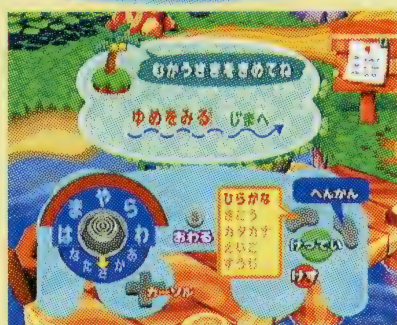 むかうさきをきめてね
ゆめをみる じまへ
まやら
は わ
なたさかあ
おわる
カーソル
ひらがな
きごう
カタカナ
えいご
すうじ
へんかん
けってい
けす